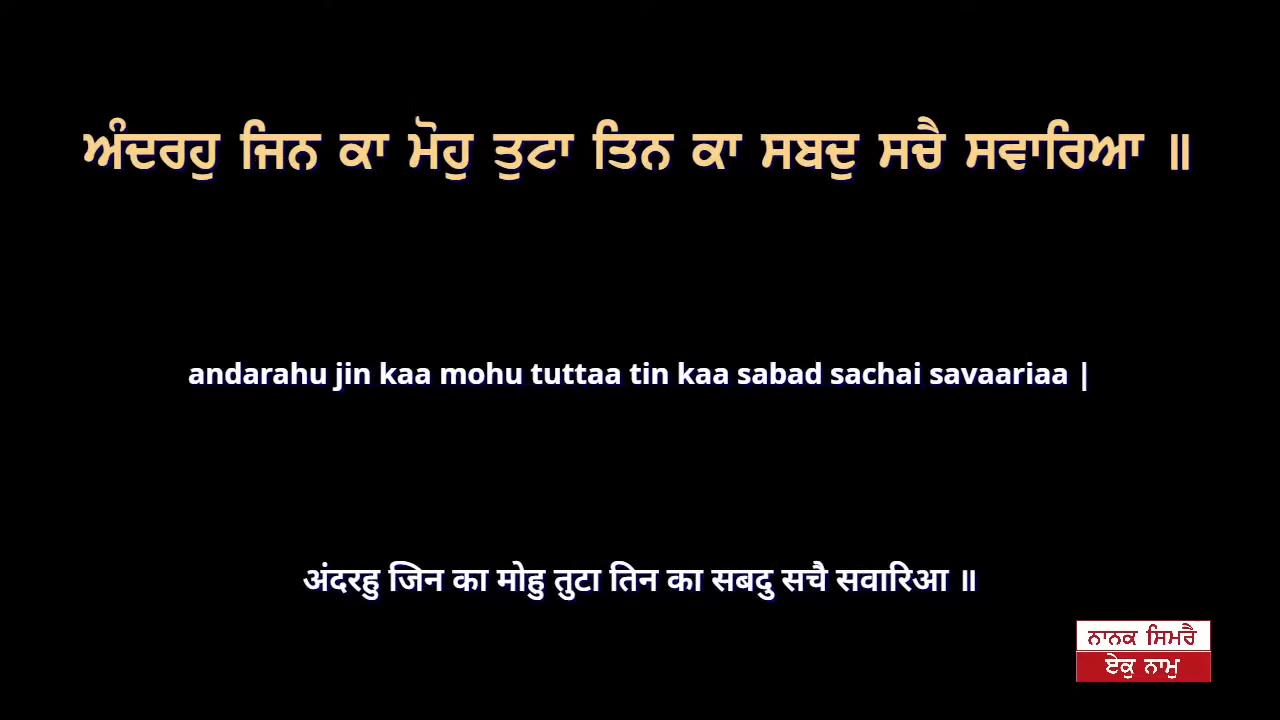 ਅੰਦਰਹੁ ਜਿਨ ਕਾ ਮੋਹੁ ਤੁਟਾ ਤਿਨ ਕਾ ਸਬਦੁ ਸਚੈ ਸਵਾਰਿਆ ॥
andarahu jin kaa mohu tuttaa tin kaa sabad sachai savaariaa |
अंदरहु जिन का मोहु तुटा तिन का सबदु सचै सवारिआ ॥
ਨਾਨਕ ਸਿਮਰੈ
ਏਕੁ ਨਾਮੁ